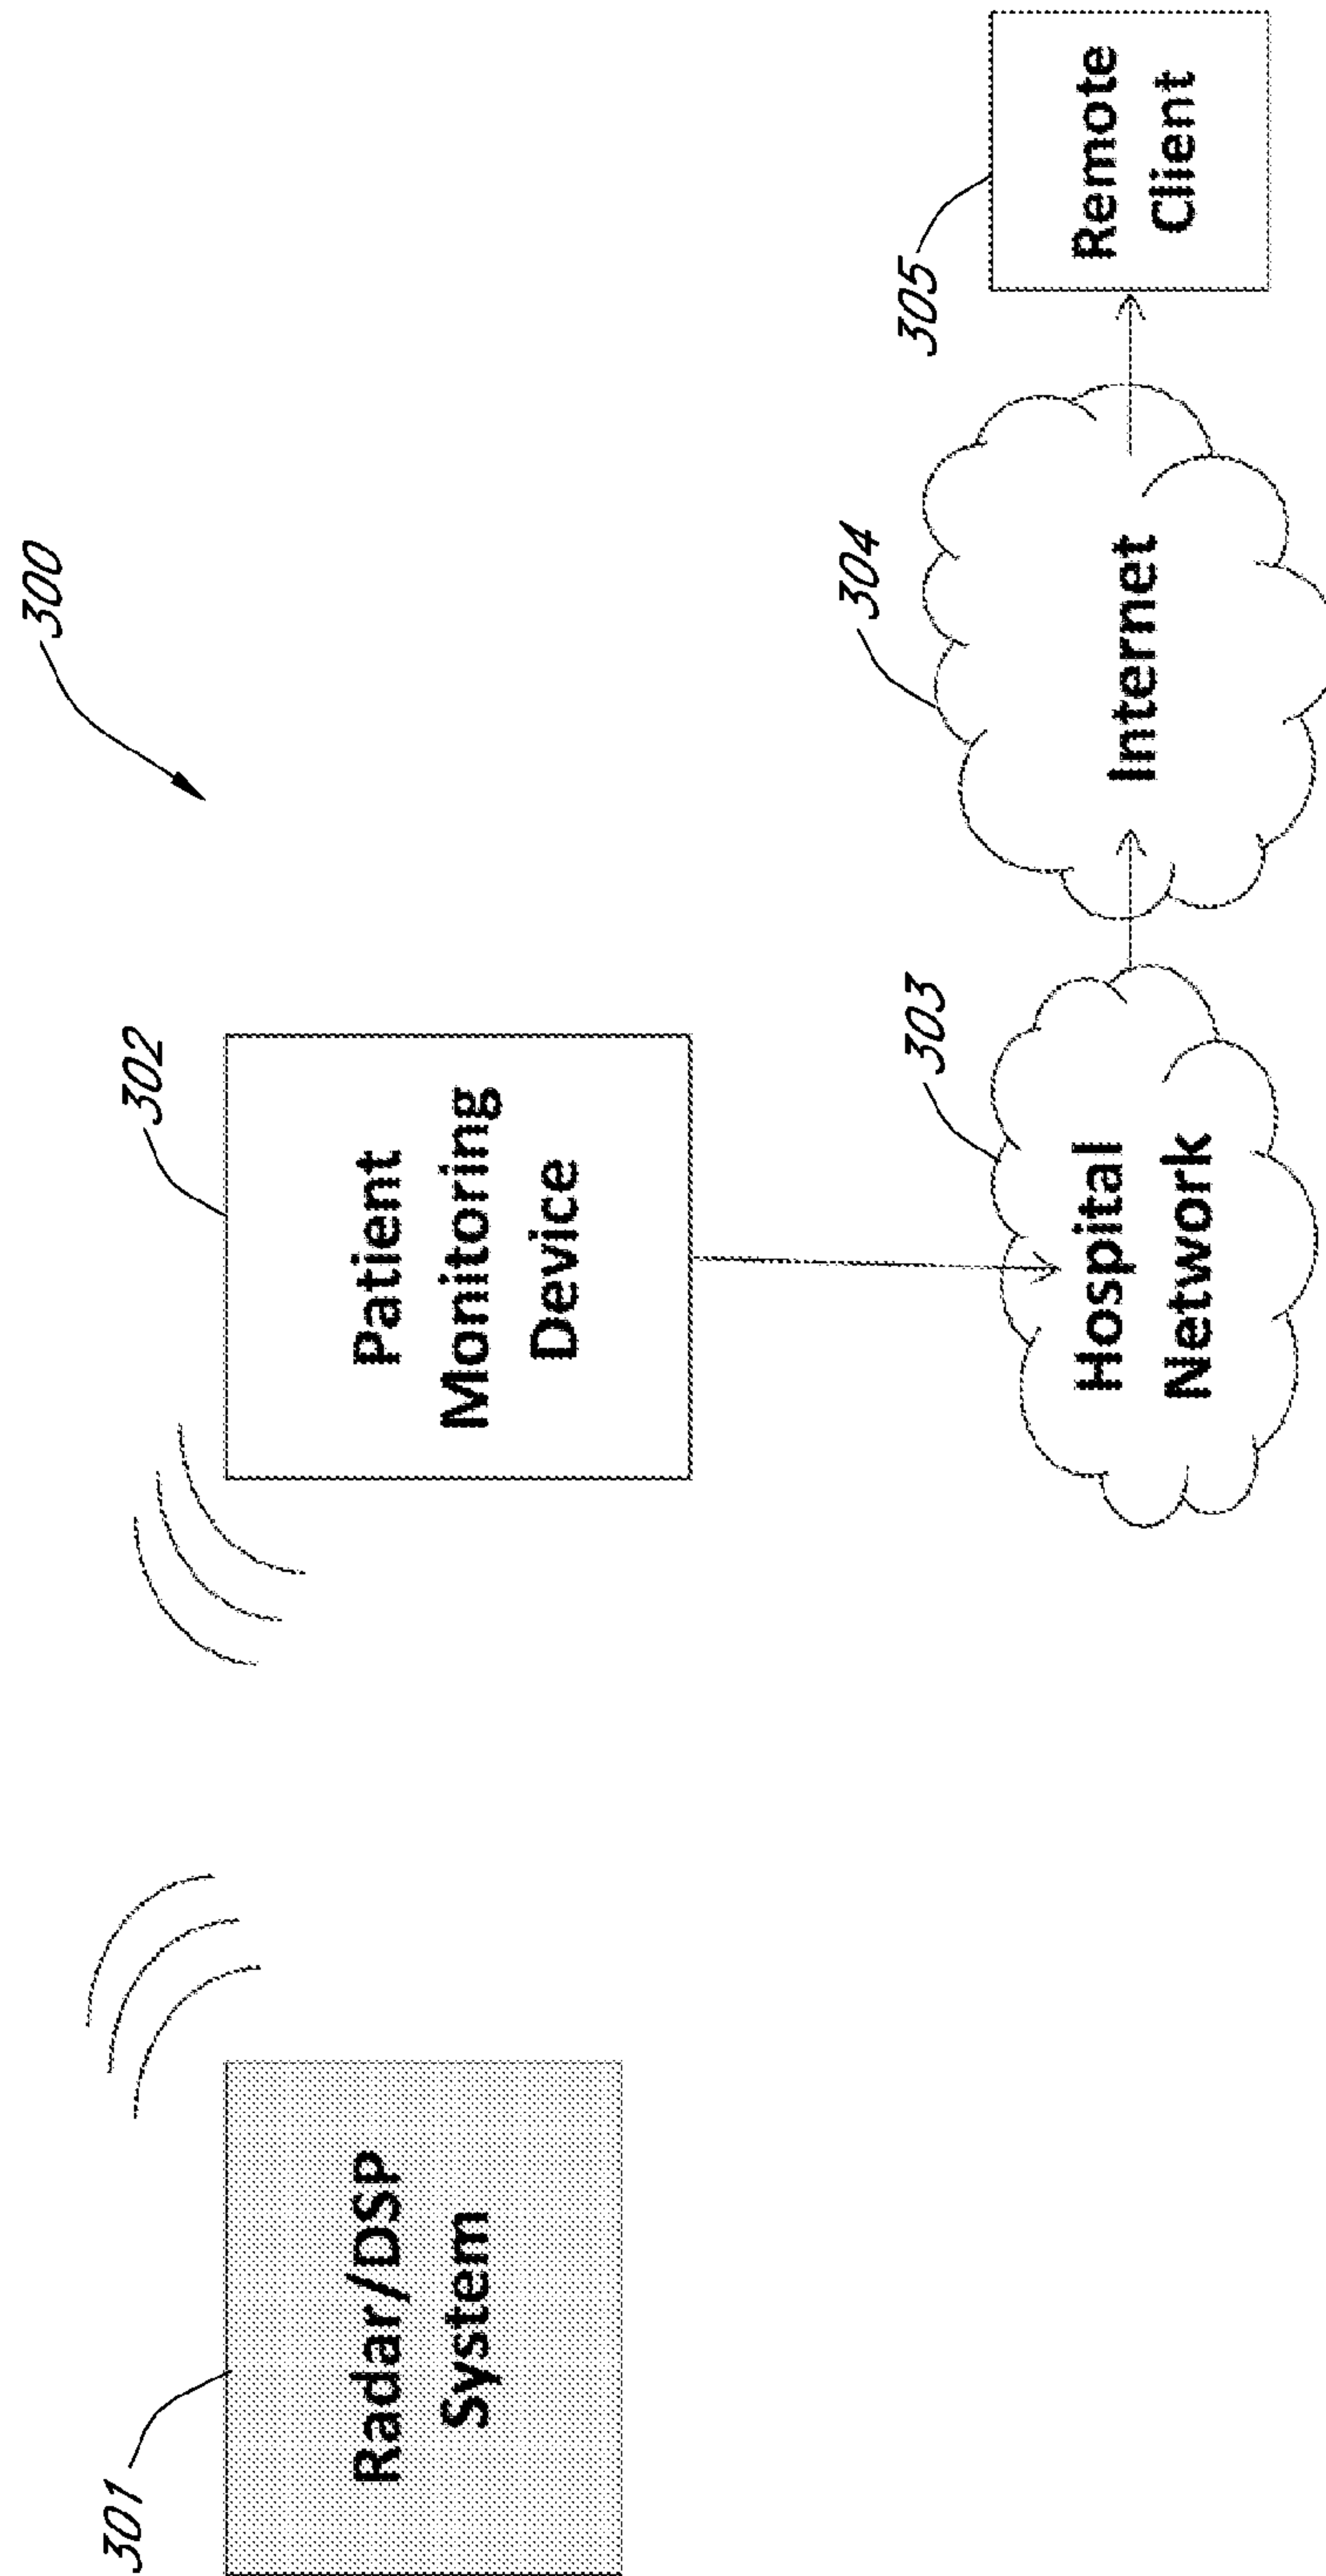 300
301
Radar/DSP
System
302
Patient
Monitoring
Device
303
Hospital
Network
304
Internet
305
Remote
Client